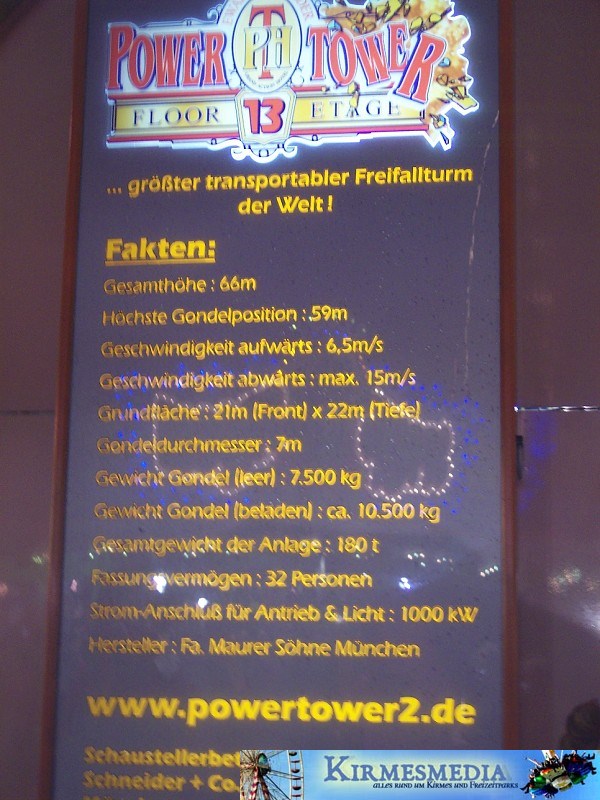 POWER TOWER
PTH
FLOOR 13 ETAGE
... größter transportabler Freifallturm
der Welt!
Fakten:
Gesamthöhe : 66m
Höchste Gondelposition : 59m
Geschwindigkeit aufwärts : 6,5m/s
Geschwindigkeit abwärts : max. 15m/s
Grundfläche : 21m (Front) x 22m (Tiefe)
Gondeldurchmesser : 7m
Gewicht Gondel (leer) : 7.500 kg
Gewicht Gondel (beladen) : ca. 10.500 kg
Gesamtgewicht der Anlage : 180 t
Fassungsvermögen : 32 Personen
Strom-Anschluß für Antrieb & Licht : 1000 kW
Hersteller : Fa. Maurer Söhne München
www.powertower2.de
Schaustellerbet
Schneider + Co.
KIRMESMEDIA
ALLES RUND UM KIRMES UND FREIZEITPARKS